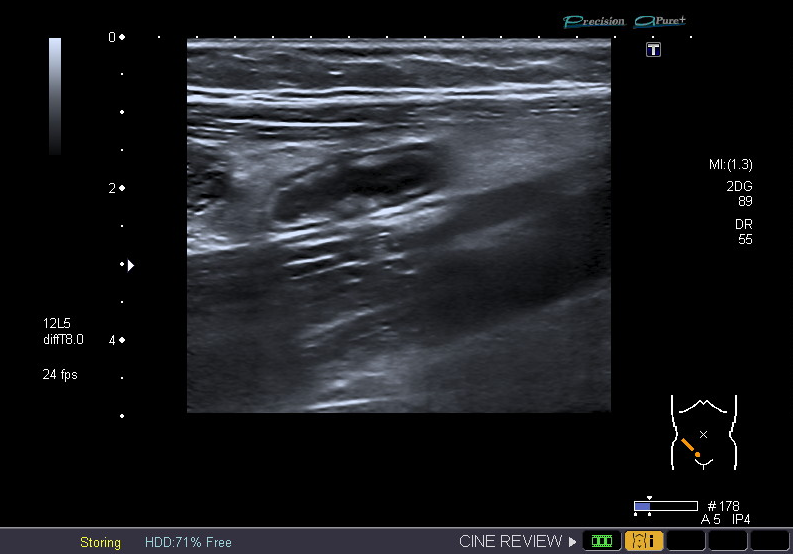 Precision APure+
0
T
MI:(1.3)
2DG
89
DR
55
2
4
12L5
diffT8.0
24 fps
#178
A 5 IP4
Storing HDD:71% Free CINE REVIEW
i